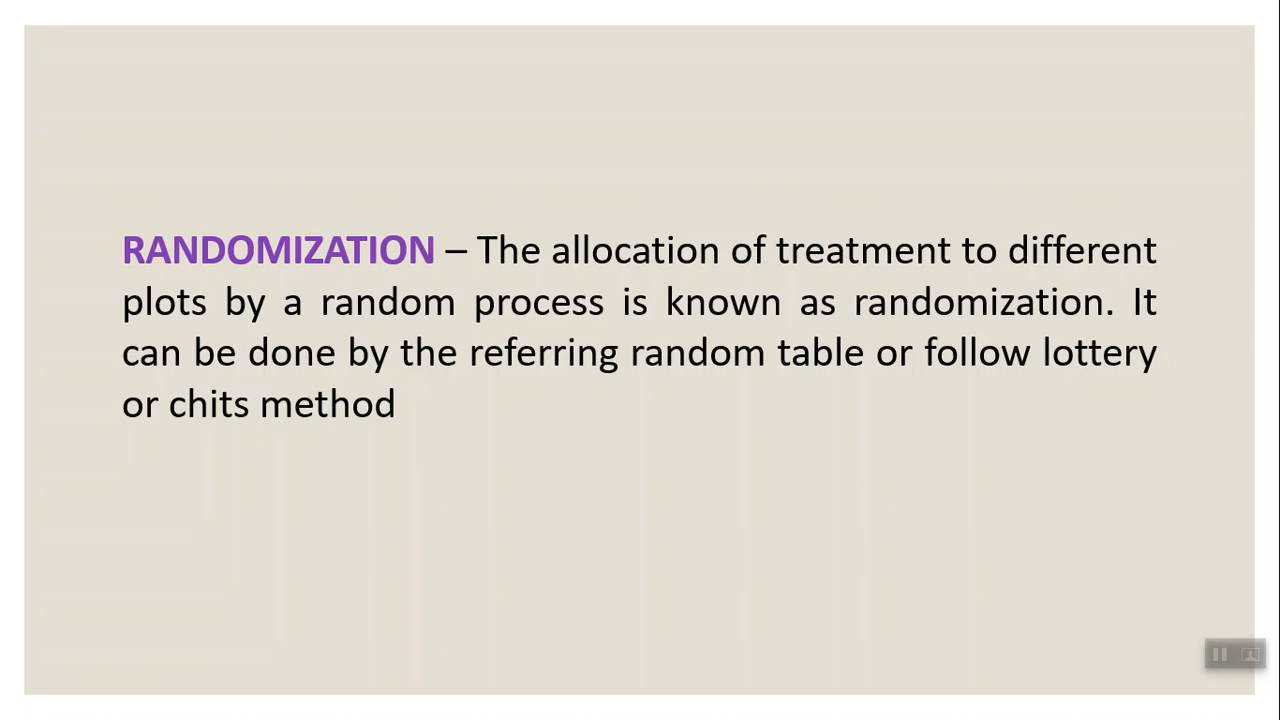 RANDOMIZATION – The allocation of treatment to different
plots by a random process is known as randomization. It
can be done by the referring random table or follow lottery
or chits method